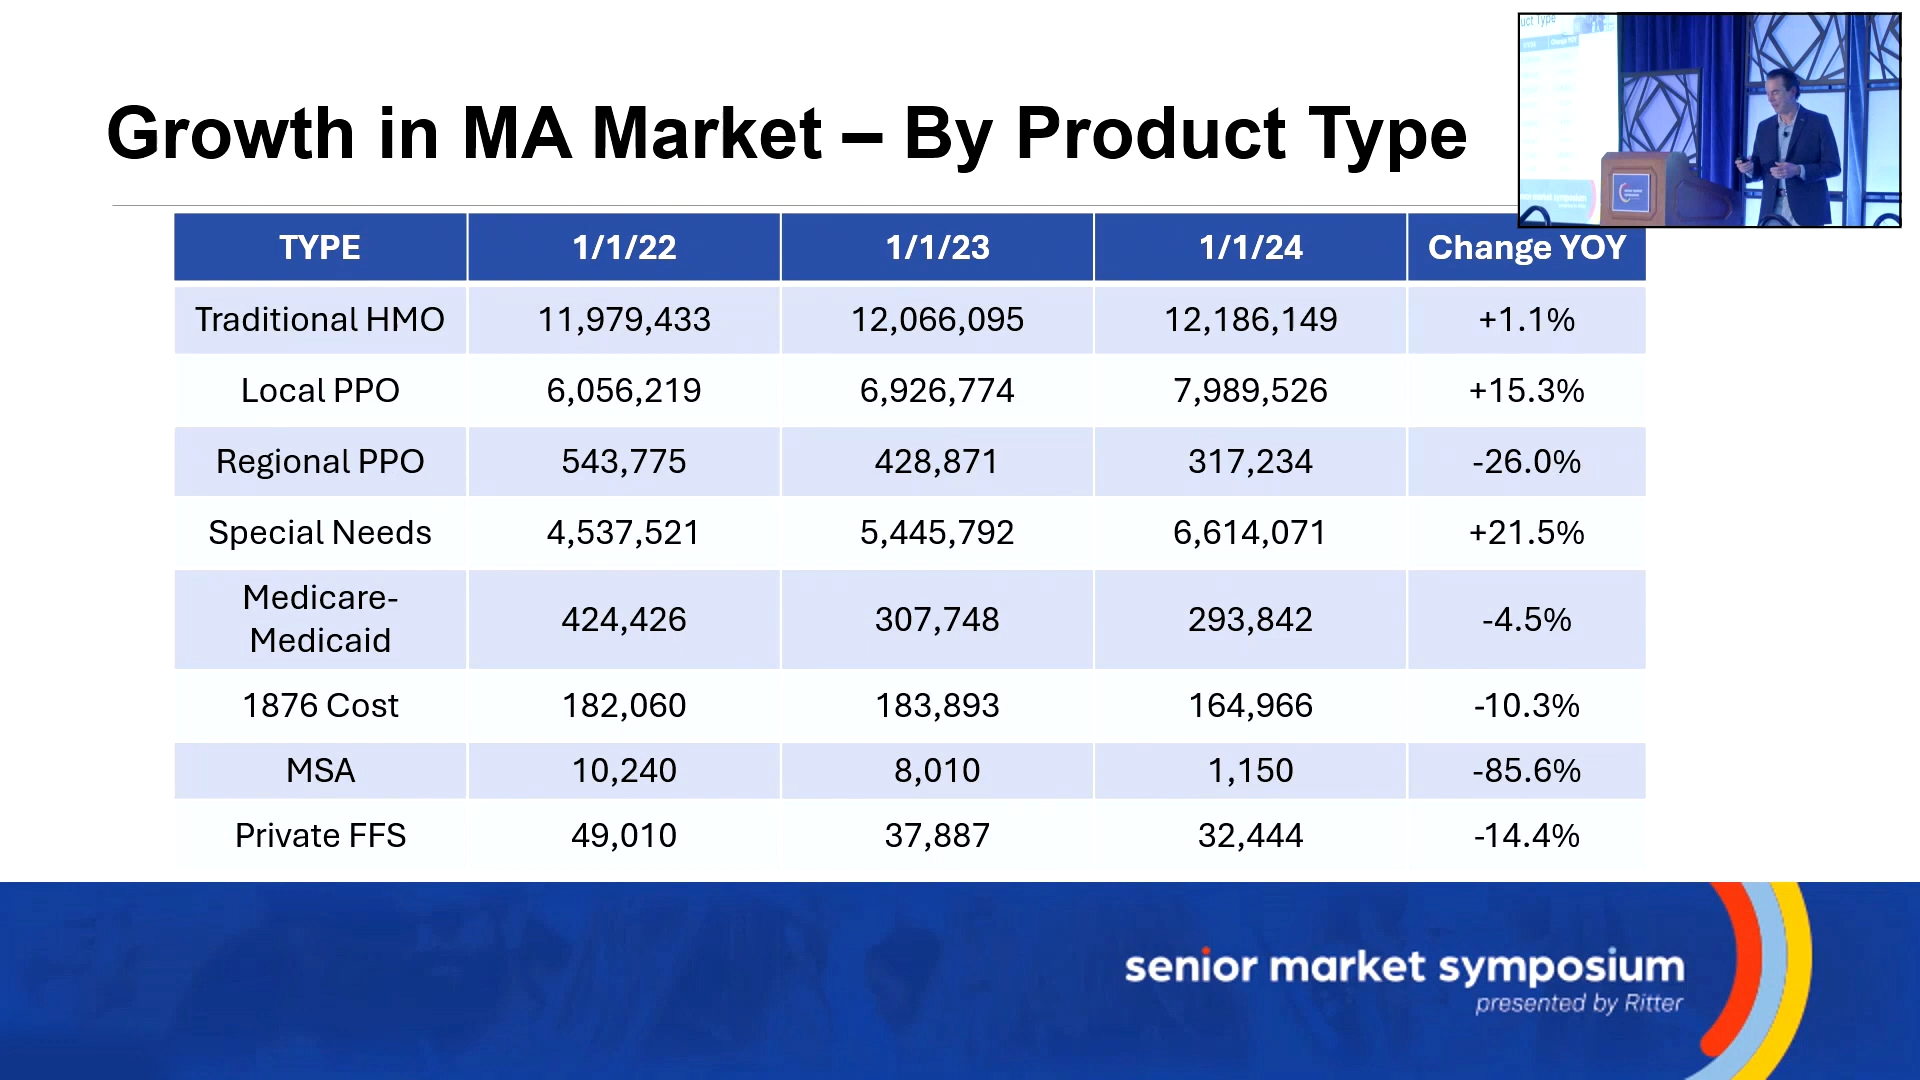 Growth in MA Market – By Product Type
uct Type
TYPE 1/1/22 1/1/23 1/1/24 Change YOY
Traditional HMO 11,979,433 12,066,095 12,186,149 +1.1%
Local PPO 6,056,219 6,926,774 7,989,526 +15.3%
Regional PPO 543,775 428,871 317,234 -26.0%
Special Needs 4,537,521 5,445,792 6,614,071 +21.5%
Medicare-
Medicaid 424,426 307,748 293,842 -4.5%
1876 Cost 182,060 183,893 164,966 -10.3%
MSA 10,240 8,010 1,150 -85.6%
Private FFS 49,010 37,887 32,444 -14.4%
senior market symposium
presented by Ritter